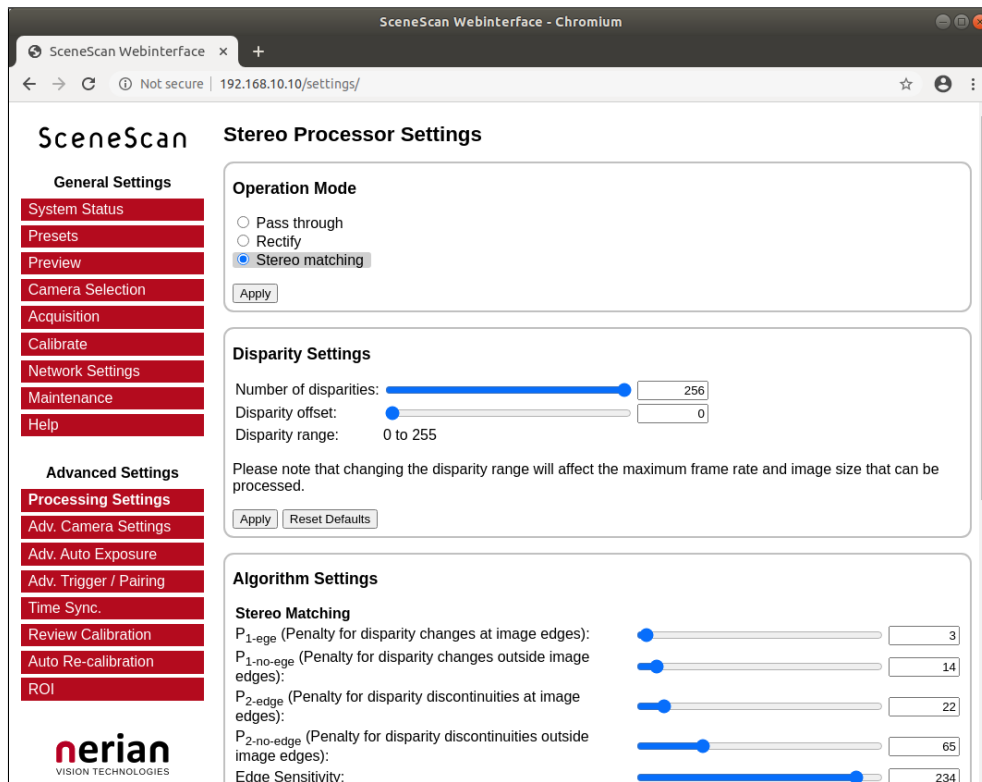 SceneScan Webinterface - Chromium
SceneScan Webinterface × +
Not secure | 192.168.10.10/settings/
SceneScan
General Settings
System Status
Presets
Preview
Camera Selection
Acquisition
Calibrate
Network Settings
Maintenance
Help
Advanced Settings
Processing Settings
Adv. Camera Settings
Adv. Auto Exposure
Adv. Trigger / Pairing
Time Sync.
Review Calibration
Auto Re-calibration
ROI
nerian
VISION TECHNOLOGIES
Stereo Processor Settings
Operation Mode
Pass through
Rectify
Stereo matching
Apply
Disparity Settings
Number of disparities: 256
Disparity offset: 0
Disparity range: 0 to 255
Please note that changing the disparity range will affect the maximum frame rate and image size that can be
processed.
Apply Reset Defaults
Algorithm Settings
Stereo Matching
P1-ege (Penalty for disparity changes at image edges): 3
P1-no-ege (Penalty for disparity changes outside image
edges): 14
P2-edge (Penalty for disparity discontinuities at image
edges): 22
P2-no-edge (Penalty for disparity discontinuities outside
image edges): 65
Edge Sensitivity: 234